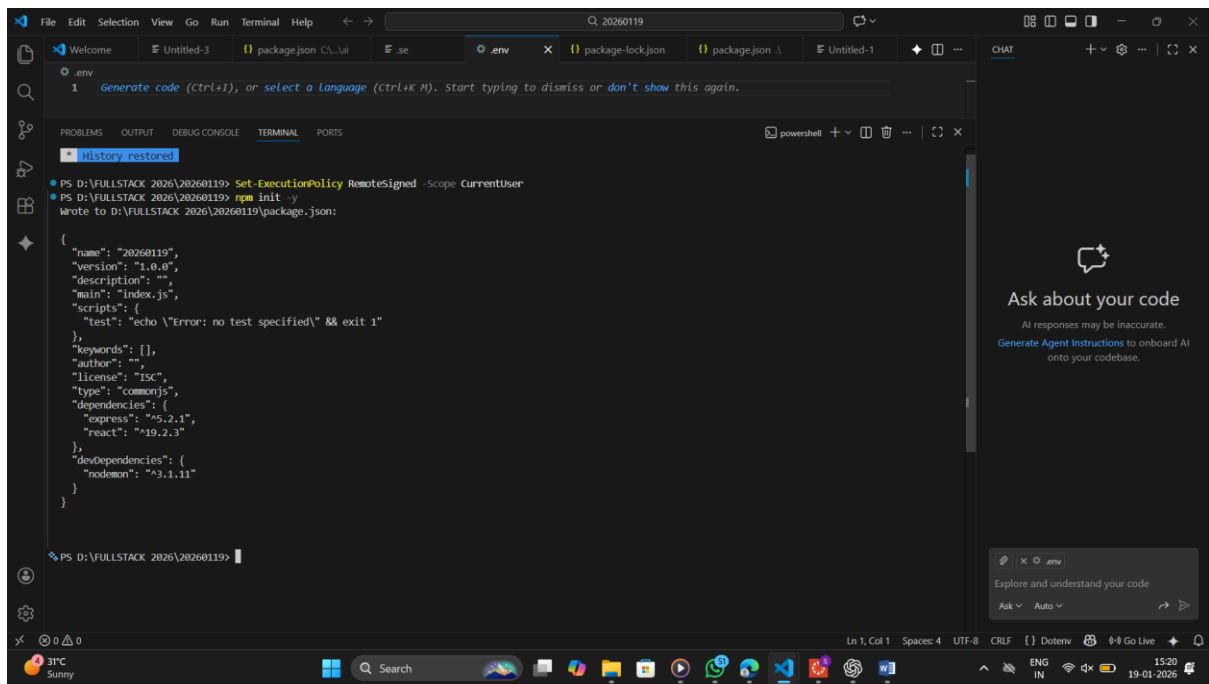 File Edit Selection View Go Run Terminal Help
20260119
Welcome
Untitled-3
package.json C:\...\ai
.se
.env
package-lock.json
package.json .\
Untitled-1
.env
1 Generate code (Ctrl+I), or select a language (Ctrl+K M). Start typing to dismiss or don't show this again.
PROBLEMS OUTPUT DEBUG CONSOLE TERMINAL PORTS
powershell
* History restored
PS D:\FULLSTACK 2026\20260119> Set-ExecutionPolicy RemoteSigned -Scope CurrentUser
PS D:\FULLSTACK 2026\20260119> npm init -y
Wrote to D:\FULLSTACK 2026\20260119\package.json:
{
"name": "20260119",
"version": "1.0.0",
"description": "",
"main": "index.js",
"scripts": {
"test": "echo \"Error: no test specified\" && exit 1"
},
"keywords": [],
"author": "",
"license": "ISC",
"type": "commonjs",
"dependencies": {
"express": "^5.2.1",
"react": "^19.2.3"
},
"devDependencies": {
"nodemon": "^3.1.11"
}
}
PS D:\FULLSTACK 2026\20260119>
CHAT
Ask about your code
AI responses may be inaccurate.
Generate Agent Instructions to onboard AI
onto your codebase.
.env
Explore and understand your code
Ask Auto
0 0
Ln 1, Col 1 Spaces: 4 UTF-8 CRLF {} Dotenv Go Live
4
31°C
Sunny
Search
51
ENG
IN
15:20
19-01-2026